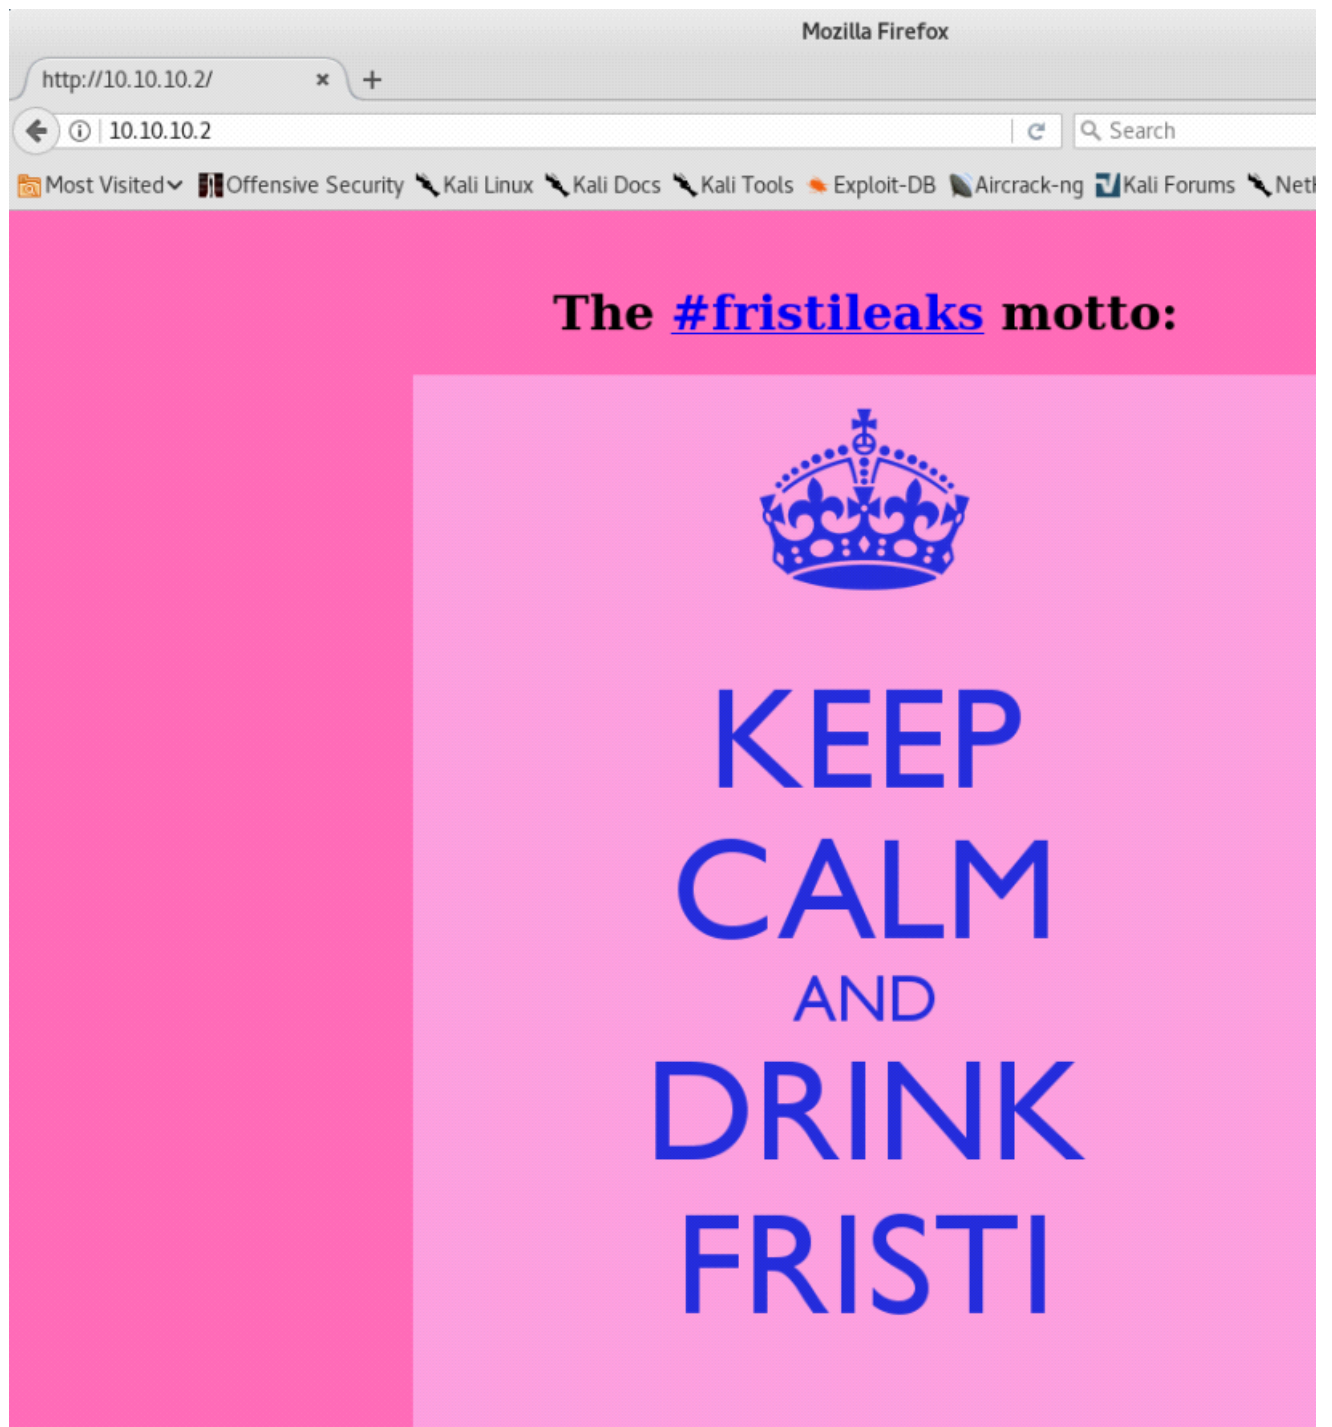 Mozilla Firefox
http://10.10.10.2/
10.10.10.2 Search
Most Visited Offensive Security Kali Linux Kali Docs Kali Tools Exploit-DB Aircrack-ng Kali Forums
The #fristileaks motto:
KEEP
CALM
AND
DRINK
FRISTI